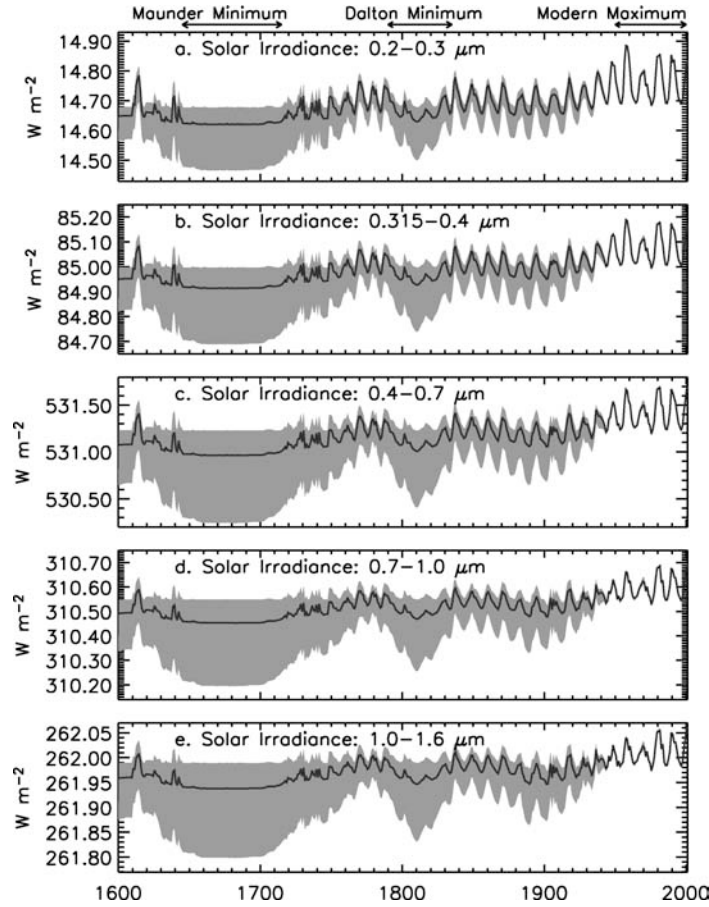 Maunder Minimum Dalton Minimum Modern Maximum
a. Solar Irradiance: 0.2−0.3 μm
14.90
14.80
14.70
14.60
14.50
W m−2
b. Solar Irradiance: 0.315−0.4 μm
85.20
85.10
85.00
84.90
84.80
84.70
W m−2
c. Solar Irradiance: 0.4−0.7 μm
531.50
531.00
530.50
W m−2
d. Solar Irradiance: 0.7−1.0 μm
310.70
310.60
310.50
310.40
310.30
310.20
W m−2
e. Solar Irradiance: 1.0−1.6 μm
262.05
262.00
261.95
261.90
261.85
261.80
W m−2
1600 1700 1800 1900 2000